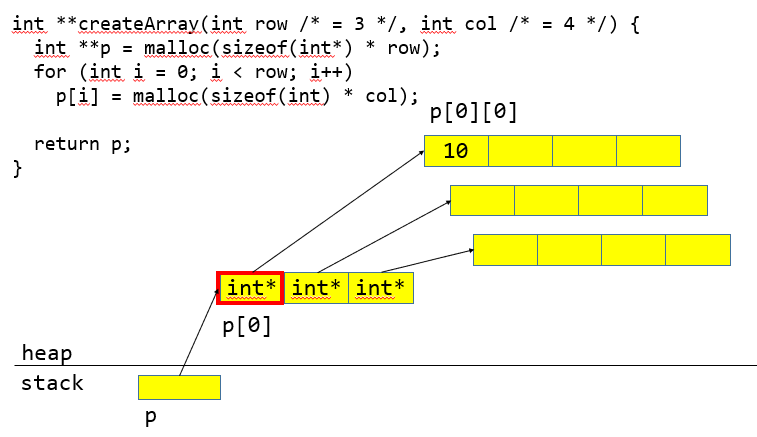 int **createArray(int row /* = 3 */, int col /* = 4 */) {
  int **p = malloc(sizeof(int*) * row);
  for (int i = 0; i < row; i++)
    p[i] = malloc(sizeof(int) * col);
  return p;
}
p[0][0]
10
int* int* int*
p[0]
heap
stack
p